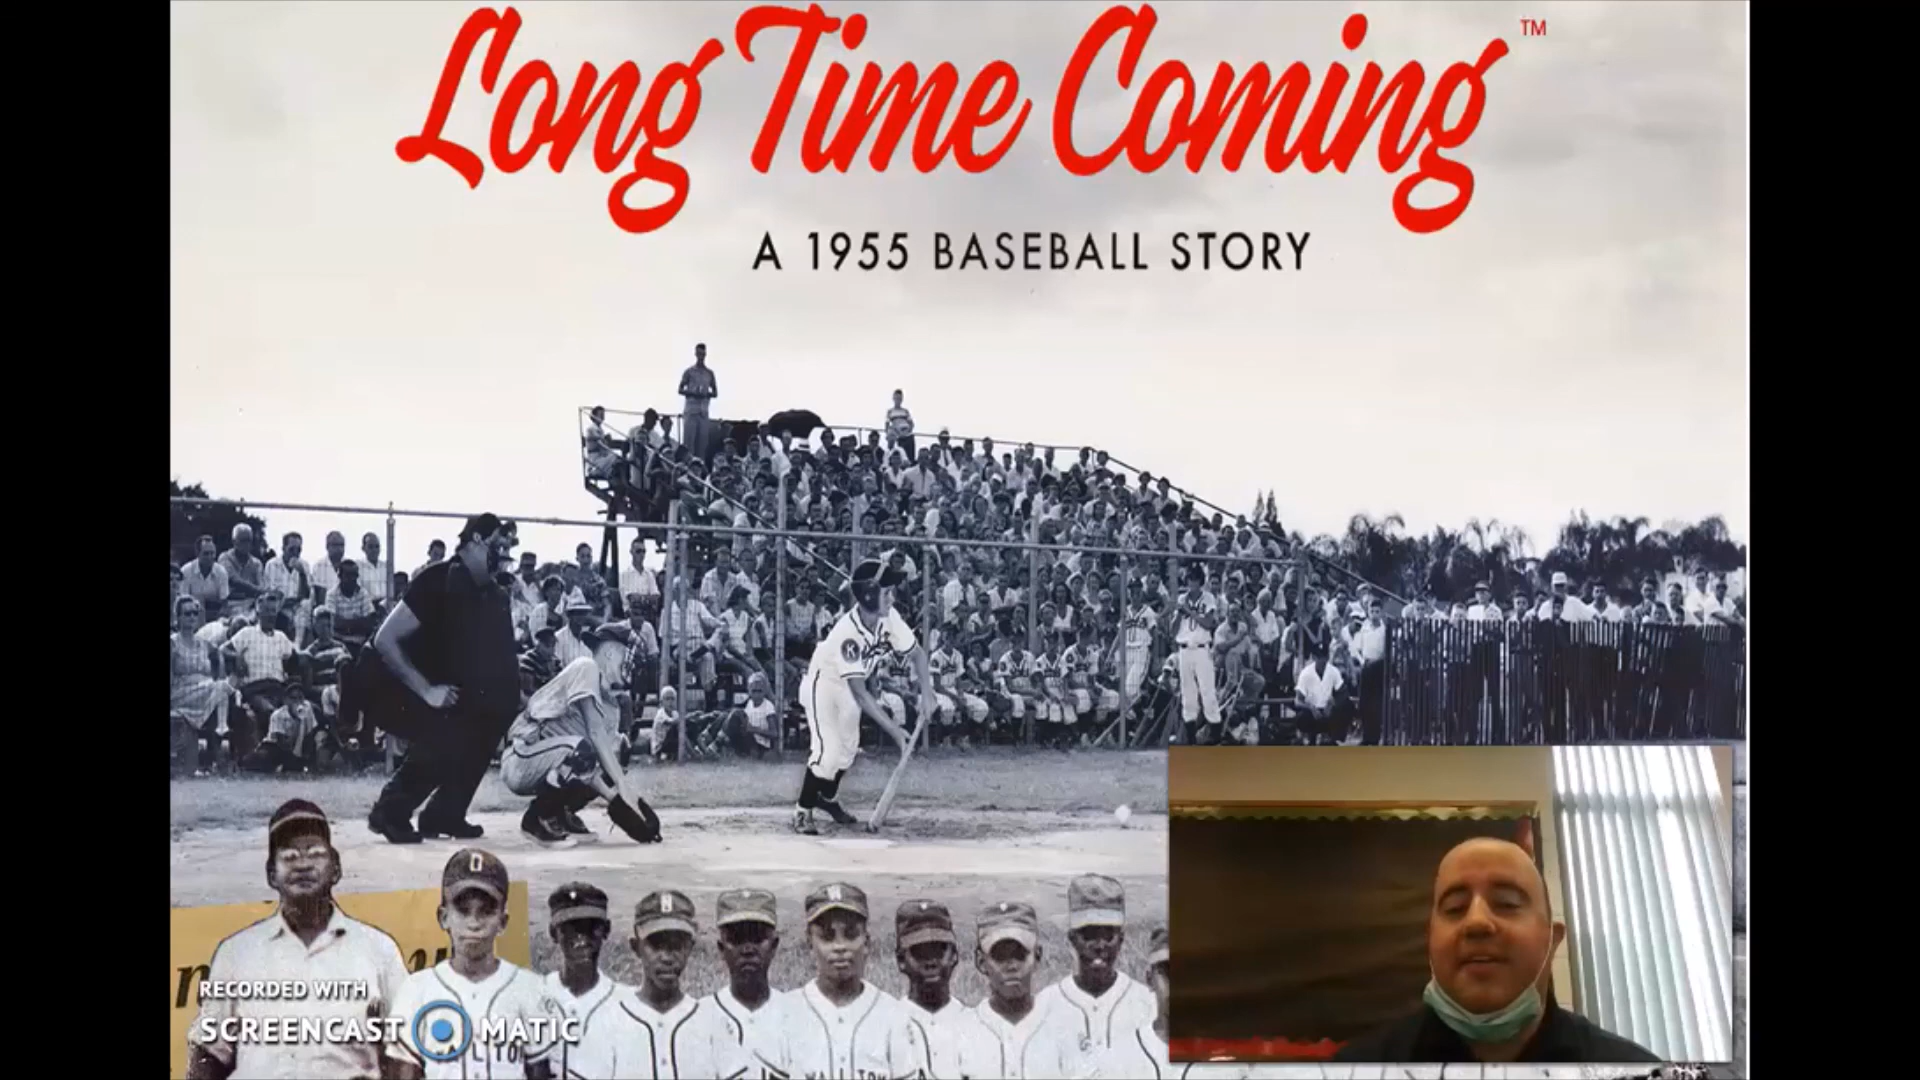 Long Time Coming™
A 1955 BASEBALL STORY
K
RECORDED WITH
SCREENCAST MATIC